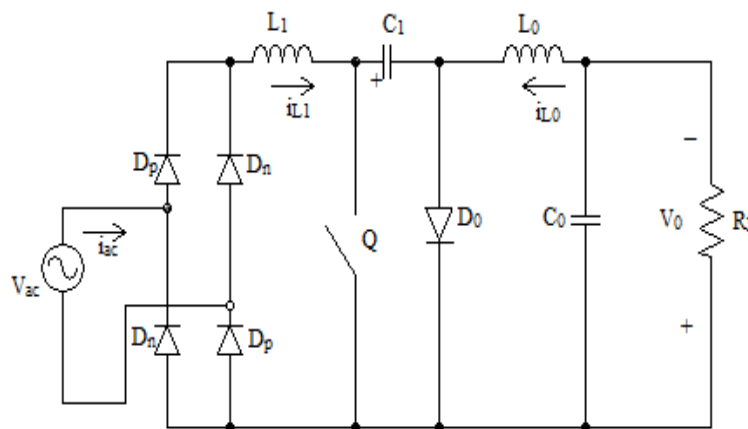 L1
C1
L0
+
iL1
iL0
Dp
Dn
−
iac
Q
D0
C0
V0
Vac
Dn
Dp
+